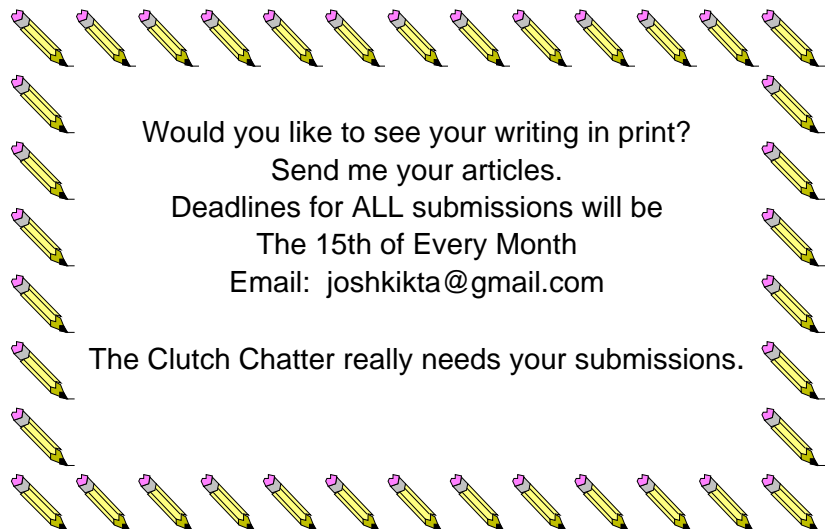 Would you like to see your writing in print?
Send me your articles.
Deadlines for ALL submissions will be
The 15th of Every Month
Email:  joshkikta@gmail.com
The Clutch Chatter really needs your submissions.